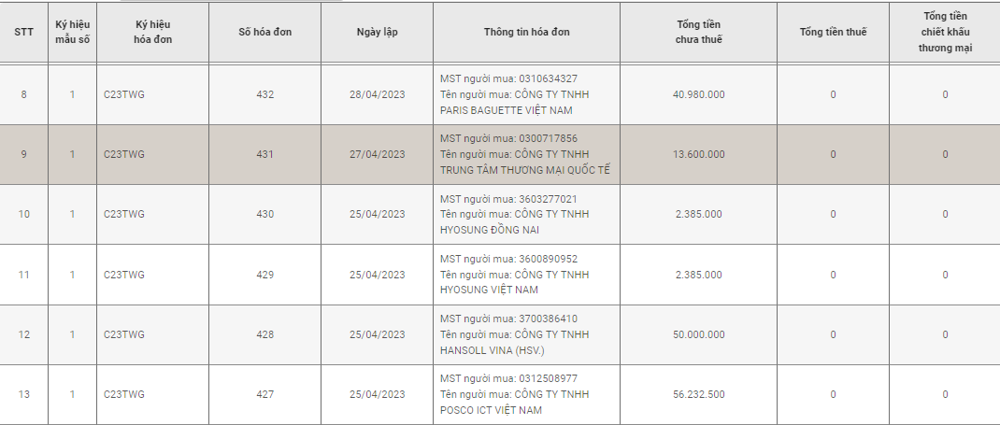 STT
Ký hiệu
mẫu số
Ký hiệu
hóa đơn
Số hóa đơn
Ngày lập
Thông tin hóa đơn
Tổng tiền
chưa thuế
Tổng tiền thuế
Tổng tiền
chiết khấu
thương mại
8
1
C23TWG
432
28/04/2023
MST người mua: 0310634327
Tên người mua: CÔNG TY TNHH
PARIS BAGUETTE VIỆT NAM
40.980.000
0
0
9
1
C23TWG
431
27/04/2023
MST người mua: 0300717856
Tên người mua: CÔNG TY TNHH
TRUNG TÂM THƯƠNG MẠI QUỐC TẾ
13.600.000
0
0
10
1
C23TWG
430
25/04/2023
MST người mua: 3603277021
Tên người mua: CÔNG TY TNHH
HYOSUNG ĐỒNG NAI
2.385.000
0
0
11
1
C23TWG
429
25/04/2023
MST người mua: 3600890952
Tên người mua: CÔNG TY TNHH
HYOSUNG VIỆT NAM
2.385.000
0
0
12
1
C23TWG
428
25/04/2023
MST người mua: 3700386410
Tên người mua: CÔNG TY TNHH
HANSOLL VINA (HSV.)
50.000.000
0
0
13
1
C23TWG
427
25/04/2023
MST người mua: 0312508977
Tên người mua: CÔNG TY TNHH
POSCO ICT VIỆT NAM
56.232.500
0
0